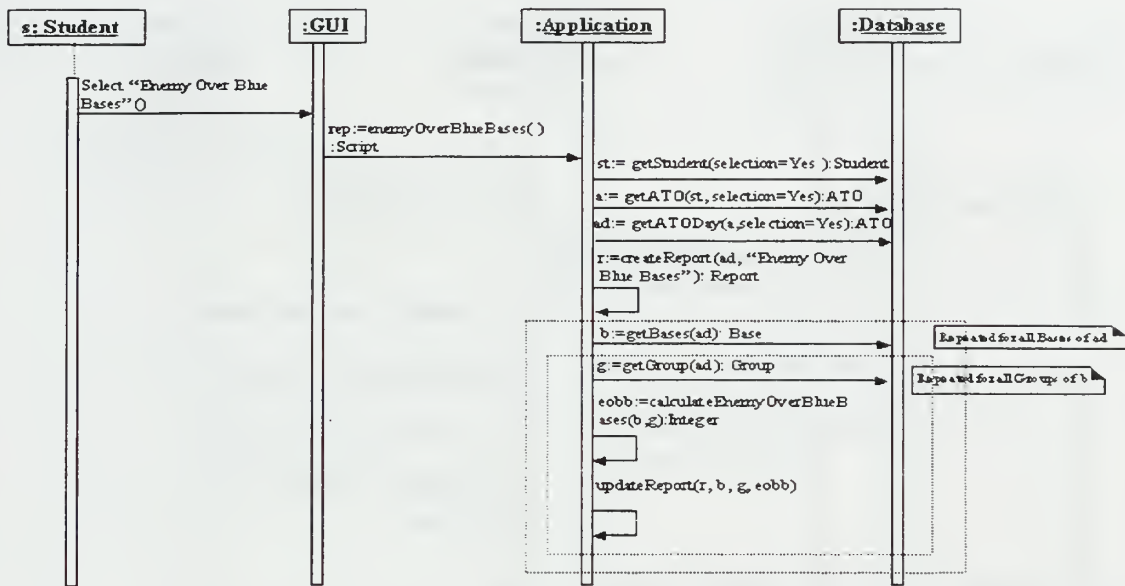 s: Student
:GUI
:Application
:Database
Select “Enemy Over Blue
Bases” ()
rep:=enemyOverBlueBases( )
:Script
st:= getStudent(selection=Yes ):Student
a:= getATO(st, selection=Yes):ATO
ad:= getATODay(a,selection=Yes):ATO
r:=createReport(ad, “Enemy Over
Blue Bases”): Report
b:=getBases(ad): Base
Repeated for all Bases of ad
g:=getGroup(ad): Group
Repeated for all Groups of b
eobb:=calculateEnemyOverBlueB
ases(b,g):Integer
updateReport(r, b, g, eobb)